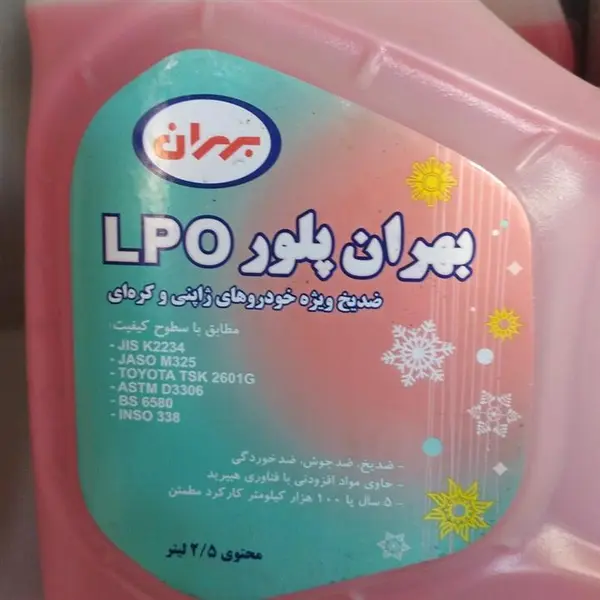 بهران
بهران پلور LPO
ضدیخ ویژه خودروهای ژاپنی و کره‌ای
مطابق با سطوح کیفیت:
- JIS K2234
- JASO M325
- TOYOTA TSK 2601G
- ASTM D3306
- BS 6580
- INSO 338
- ضدیخ، ضدجوش، ضدخوردگی
- حاوی مواد افزودنی با فناوری هیبرید
- ۵ سال یا ۱۰۰ هزار کیلومتر کارکرد مطمئن
محتوی ۲/۵ لیتر